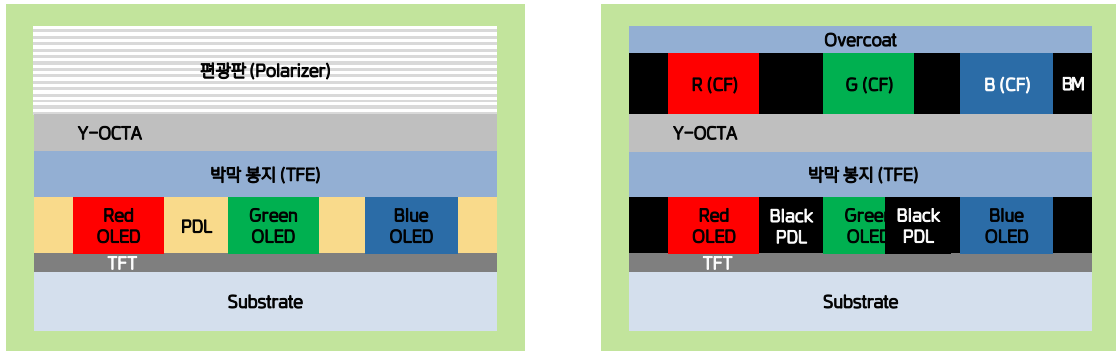 편광판 (Polarizer)
Y-OCTA
박막 봉지 (TFE)
Red
OLED
PDL
Green
OLED
Blue
OLED
TFT
Substrate
Overcoat
R (CF)
G (CF)
B (CF)
BM
Y-OCTA
박막 봉지 (TFE)
Red
OLED
Black
PDL
Green
OLED
Black
PDL
Blue
OLED
TFT
Substrate